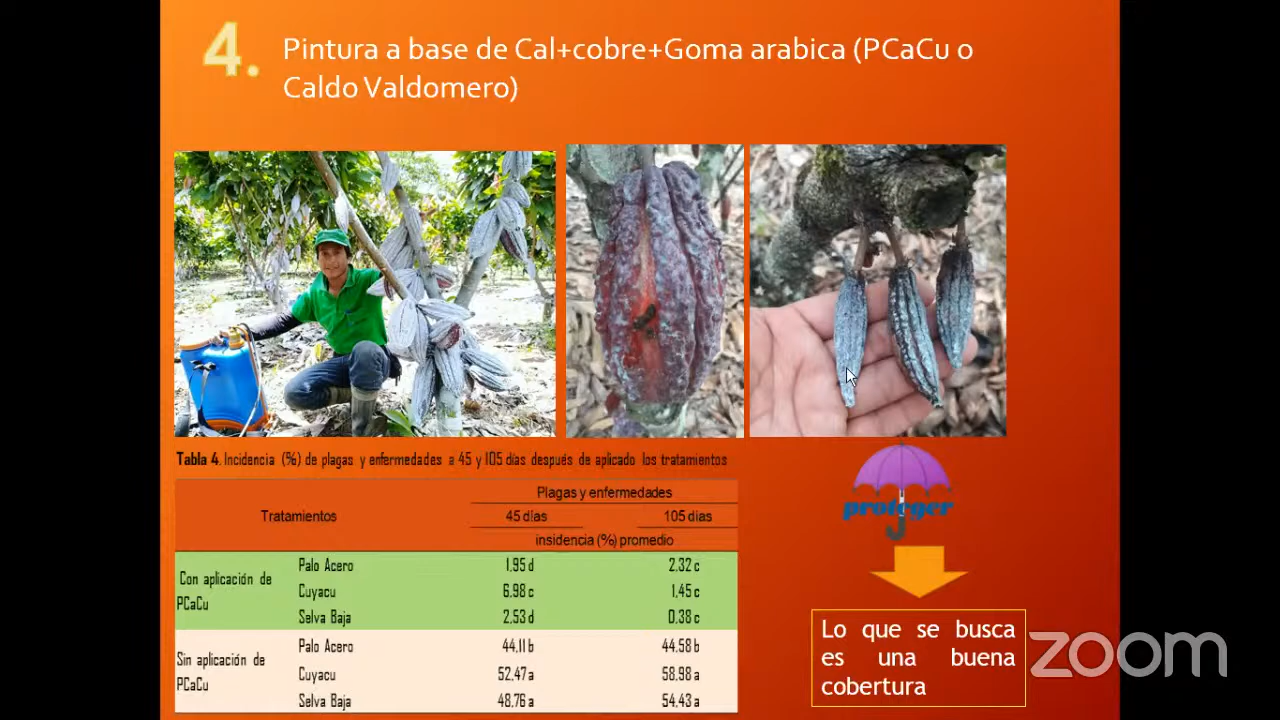 4.
Pintura a base de Cal+cobre+Goma arabica (PCaCu o
Caldo Valdomero)
Tabla 4. Incidencia (%) de plagas y enfermedades a 45 y 105 días después de aplicado los tratamientos
Tratamientos
Plagas y enfermedades
45 días 105 dias
insidencia (%) promedio
Con aplicación de
PCaCu
Palo Acero 1,95 d 2.32 c
Cuyacu 6,98 c 1,45 c
Selva Baja 2,53 d 0,38 c
Sin aplicación de
PCaCu
Palo Acero 44,11 b 44,58 b
Cuyacu 52,47 a 58,98 a
Selva Baja 48,76 a 54,43 a
proteger
Lo que se busca
es una buena
cobertura
zoom